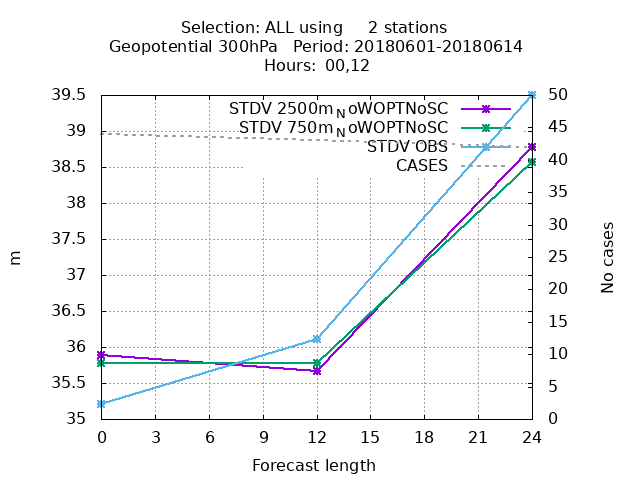 Selection: ALL using     2 stations
Geopotential 300hPa   Period: 20180601-20180614
Hours: 00,12
STDV 2500m_NoWOPTNoSC
STDV 750m_NoWOPTNoSC
STDV OBS
CASES
39.5
39
38.5
38
37.5
37
36.5
36
35.5
35
m
50
45
40
35
30
25
20
15
10
5
0
No cases
0 3 6 9 12 15 18 21 24
Forecast length